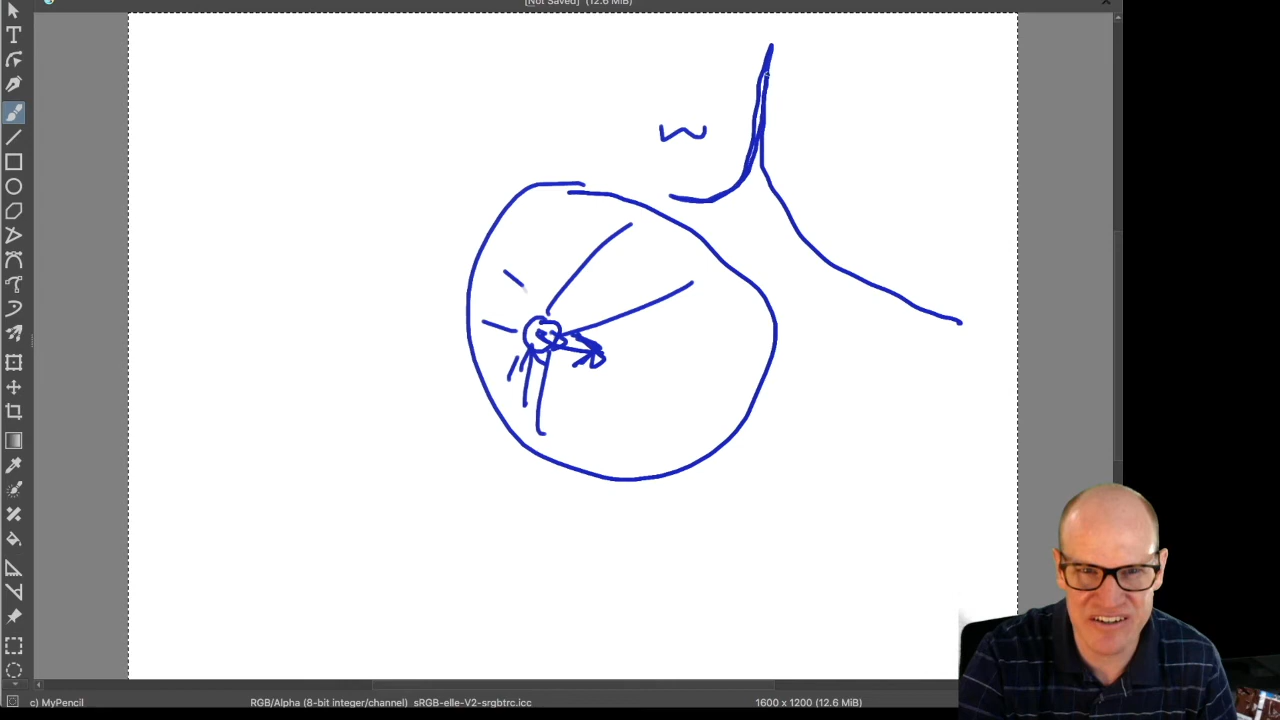 [Not Saved] (12.6 MiB)
w
c) MyPencil
RGB/Alpha (8-bit integer/channel) sRGB-elle-V2-srgbtrc.icc
1600 x 1200 (12.6 MiB)